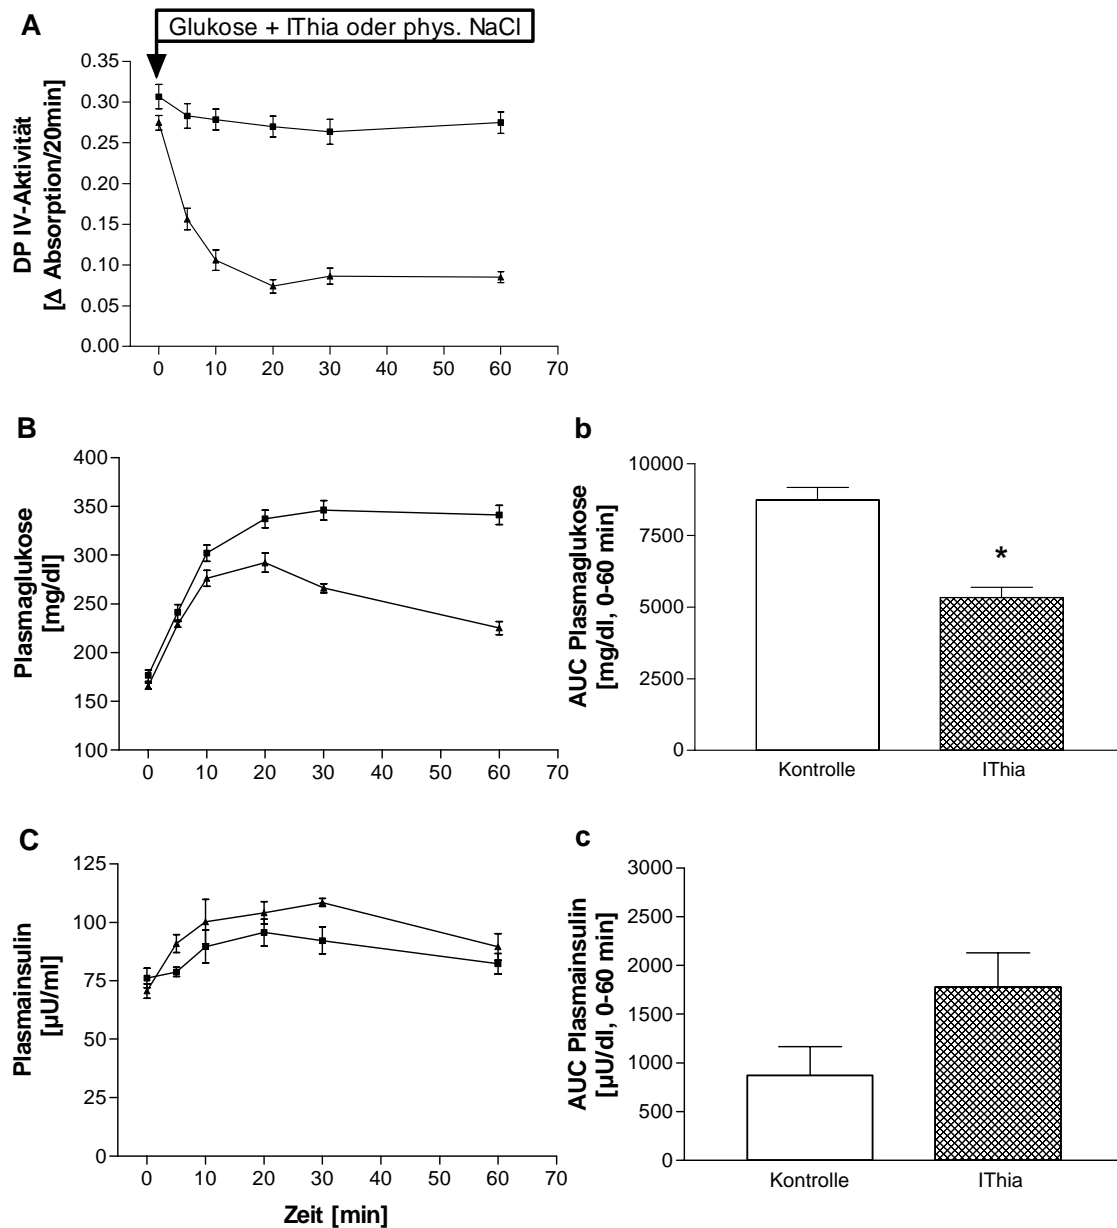 A
Glukose + IThia oder phys. NaCl
DP IV-Aktivität
[Δ Absorption/20min]
0.35
0.30
0.25
0.20
0.15
0.10
0.05
0.00
0 10 20 30 40 50 60 70
B
Plasmaglukose
[mg/dl]
400
350
300
250
200
150
100
0 10 20 30 40 50 60 70
b
AUC Plasmaglukose
[mg/dl, 0-60 min]
10000
7500
5000
2500
0
*
Kontrolle IThia
C
Plasmainsulin
[µU/ml]
125
100
75
50
25
0
0 10 20 30 40 50 60 70
Zeit [min]
c
AUC Plasmainsulin
[µU/dl, 0-60 min]
3000
2500
2000
1500
1000
500
0
Kontrolle IThia